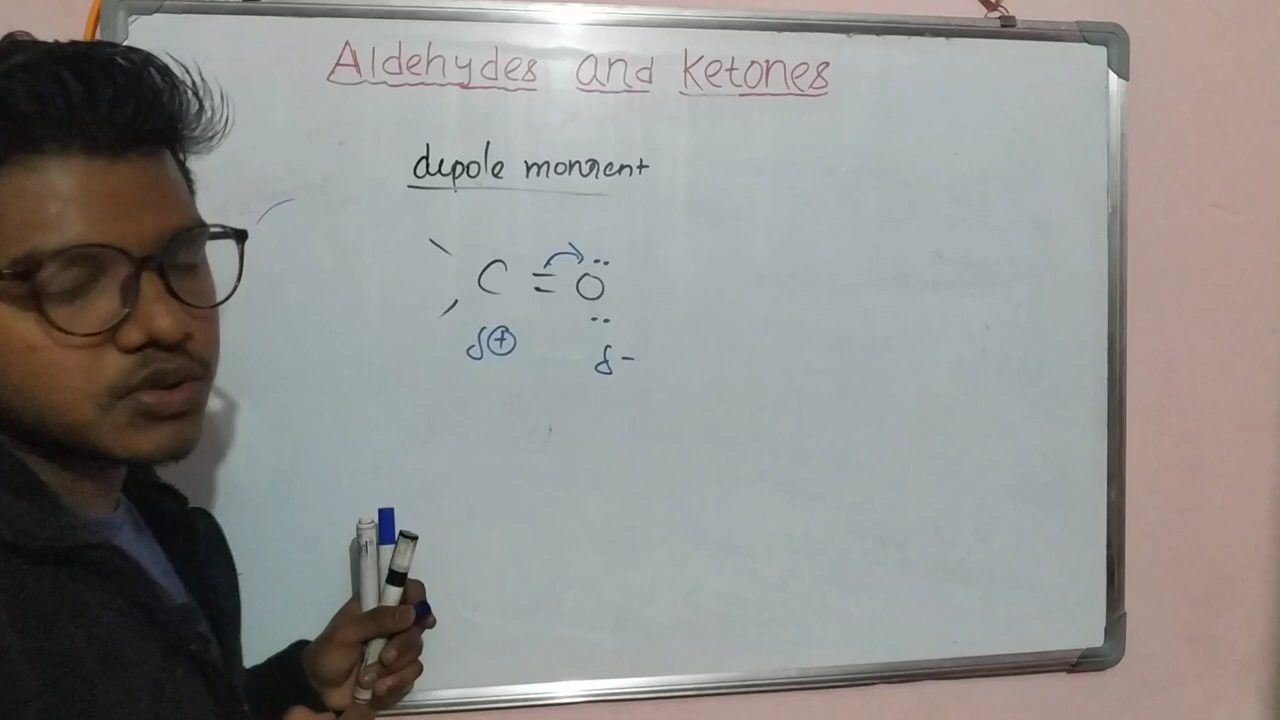 Aldehydes and Ketones
dipole moment
C = O
δ⊕ δ-